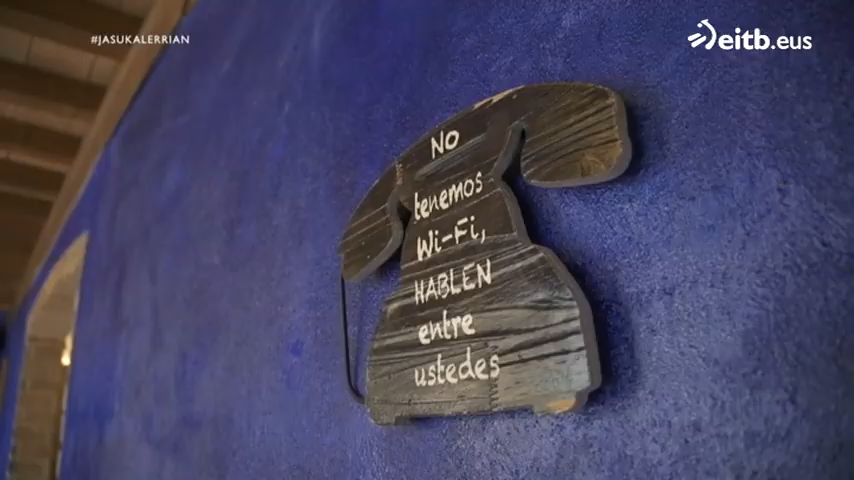 #JASUKALERRIAN
eitb.eus
NO
tenemos
Wi-Fi,
HABLEN
entre
ustedes